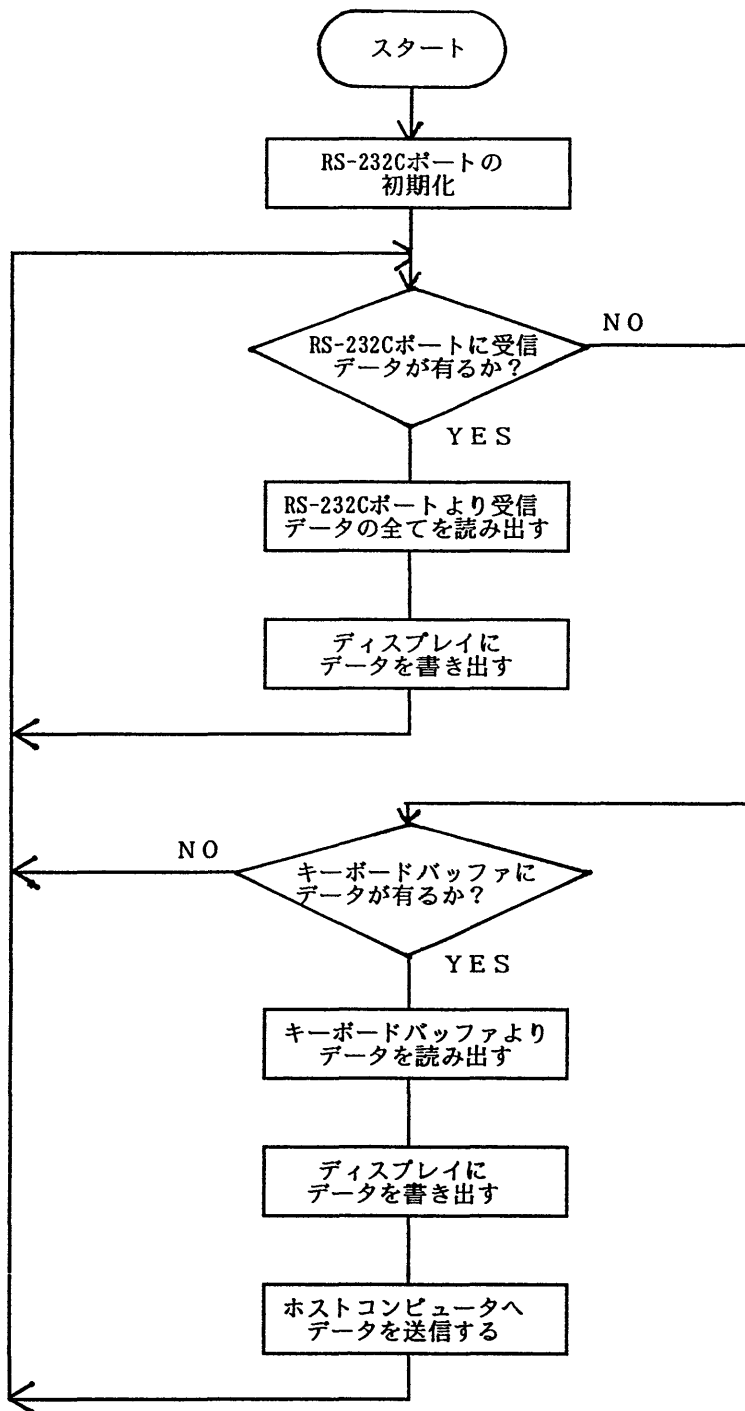 スタート
RS-232Cポートの
初期化
RS-232Cポートに受信
データが有るか？
NO
YES
RS-232Cポートより受信
データの全てを読み出す
ディスプレイに
データを書き出す
NO
キーボードバッファに
データが有るか？
YES
キーボードバッファより
データを読み出す
ディスプレイに
データを書き出す
ホストコンピュータへ
データを送信する